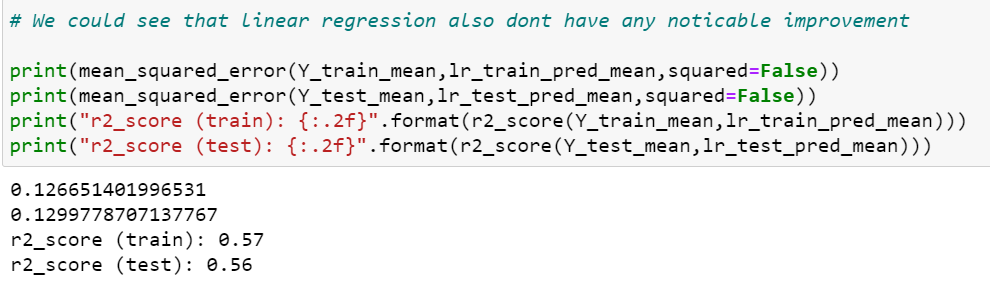 # We could see that linear regression also dont have any noticable improvement
print(mean_squared_error(Y_train_mean,lr_train_pred_mean,squared=False))
print(mean_squared_error(Y_test_mean,lr_test_pred_mean,squared=False))
print("r2_score (train): {:.2f}".format(r2_score(Y_train_mean,lr_train_pred_mean)))
print("r2_score (test): {:.2f}".format(r2_score(Y_test_mean,lr_test_pred_mean)))
0.126651401996531
0.1299778707137767
r2_score (train): 0.57
r2_score (test): 0.56